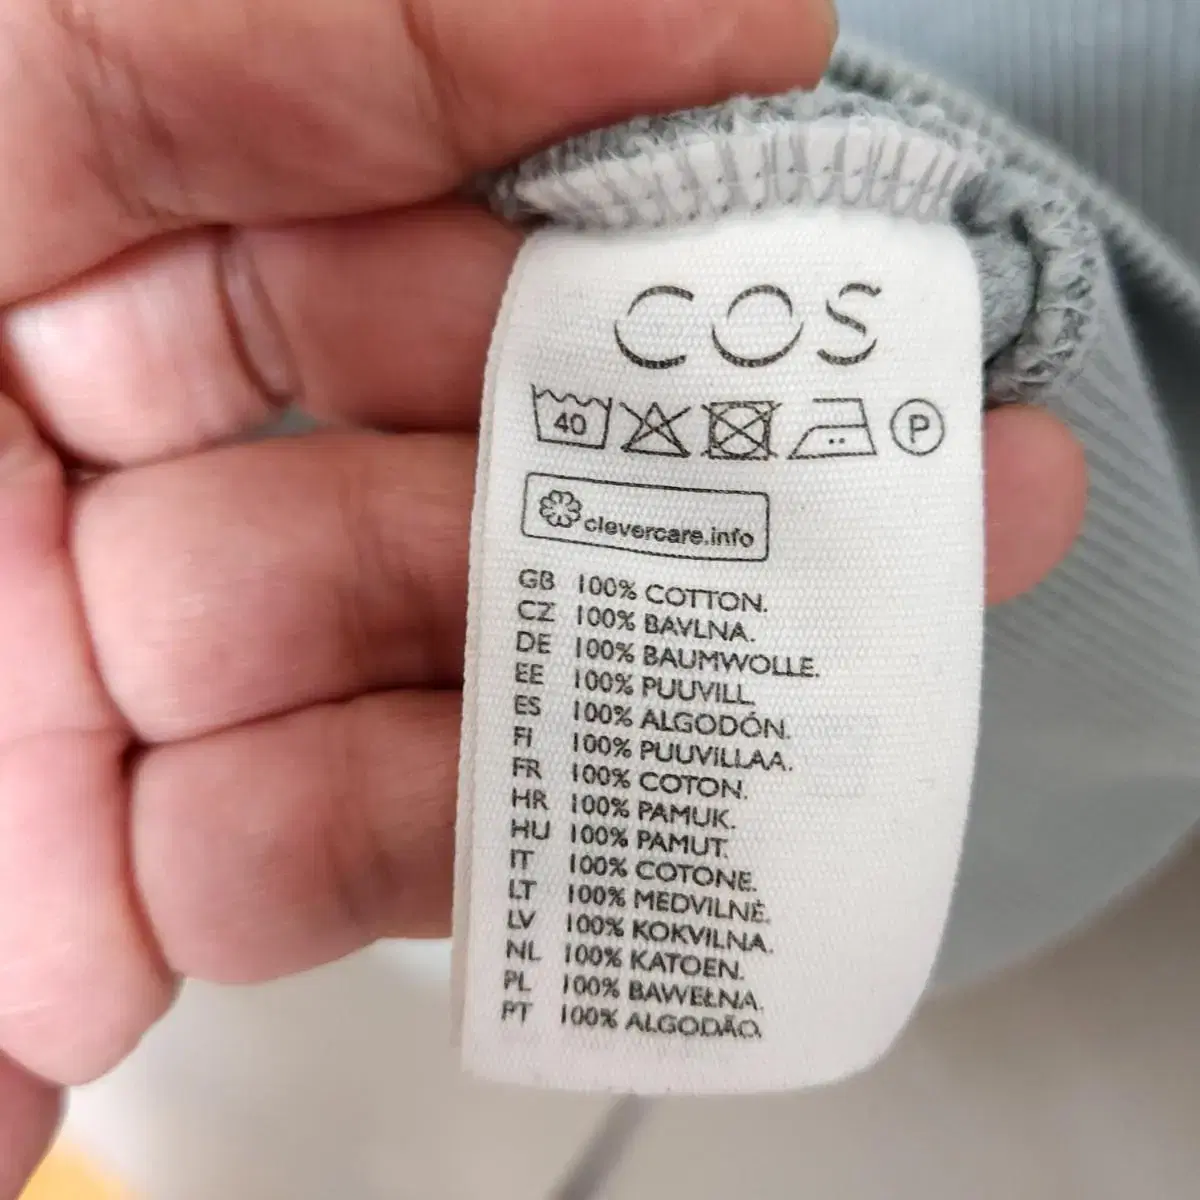 COS
40 P
clevercare.info
GB 100% COTTON.
CZ 100% BAVLNA.
DE 100% BAUMWOLLE.
EE 100% PUUVILL
ES 100% ALGODÓN.
FI 100% PUUVILLAA.
FR 100% COTON.
HR 100% PAMUK.
HU 100% PAMUT.
IT 100% COTONE.
LT 100% MEDVILNĖ.
LV 100% KOKVILNA.
NL 100% KATOEN.
PL 100% BAWEŁNA.
PT 100% ALGODÃO.